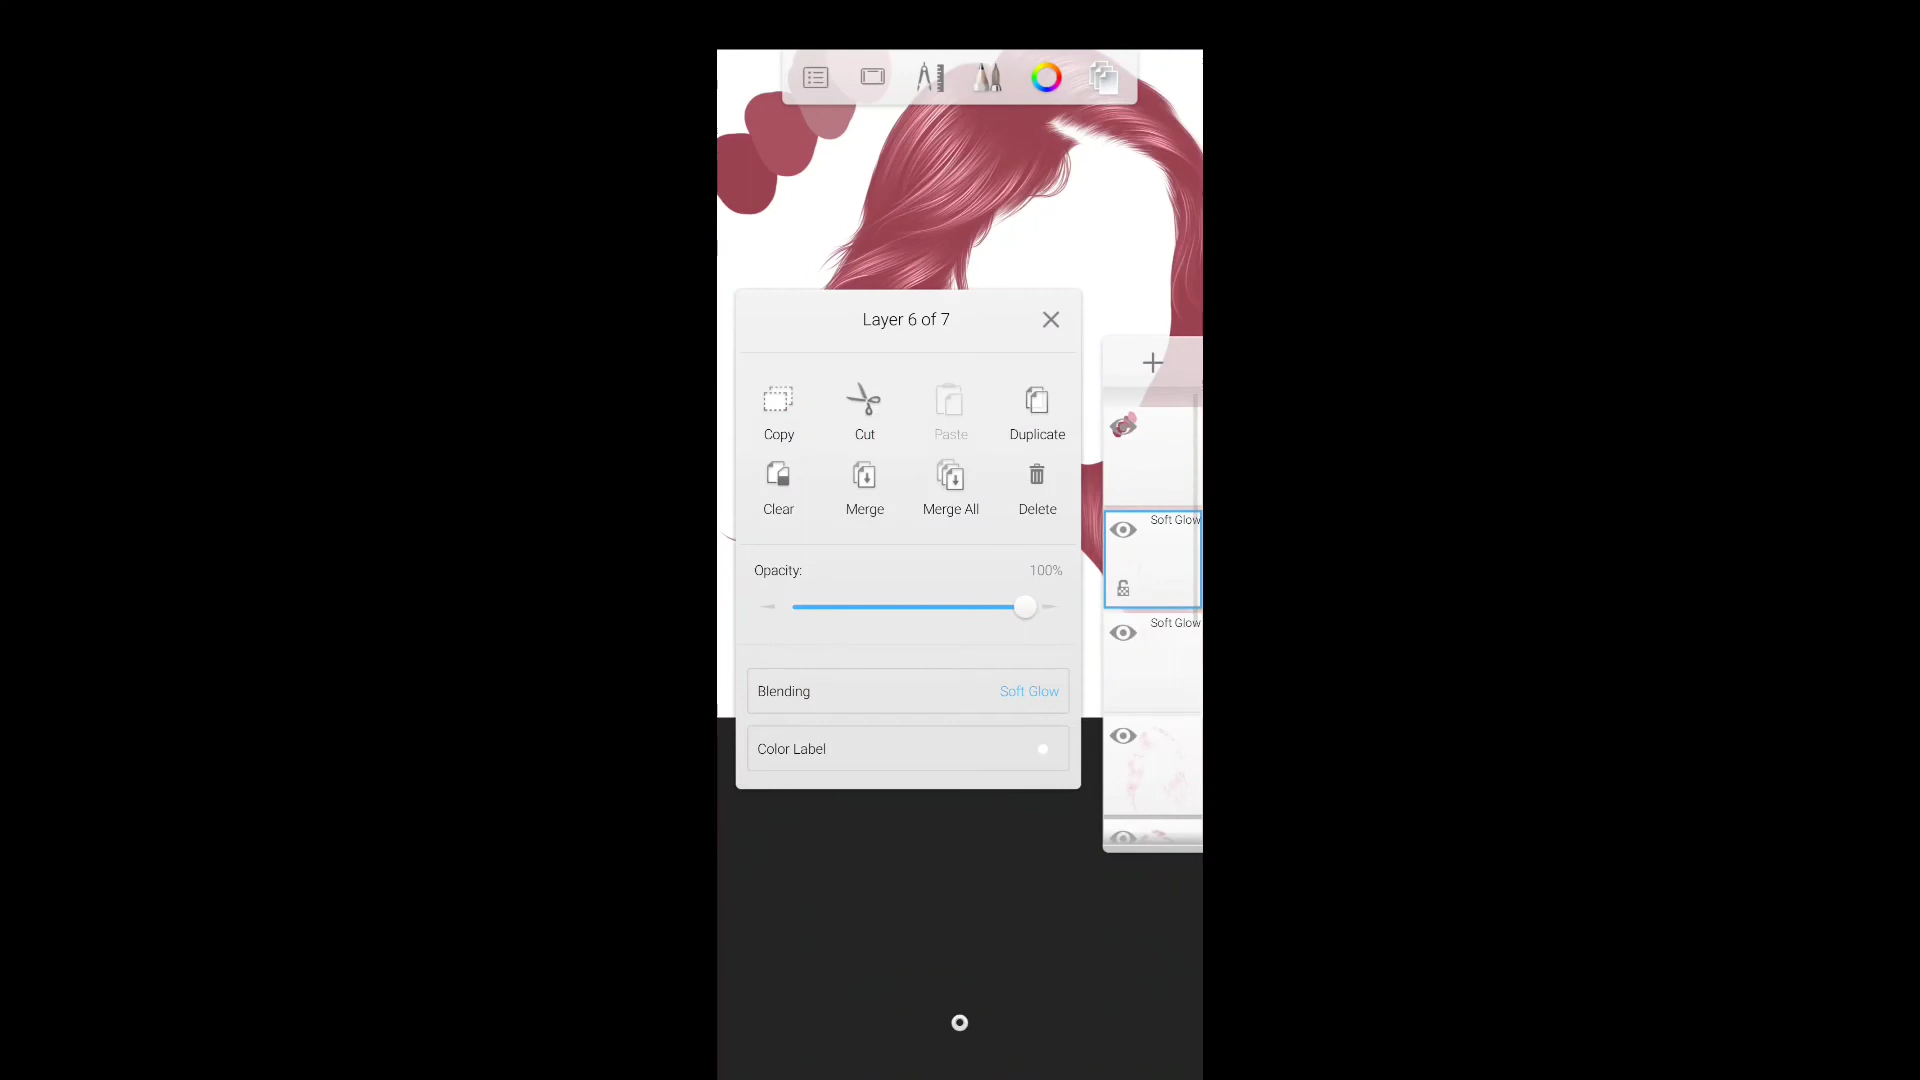 Layer 6 of 7
Copy Cut Paste Duplicate
Clear Merge Merge All Delete
Opacity: 100%
Blending Soft Glow
Color Label
Soft Glow
Soft Glow